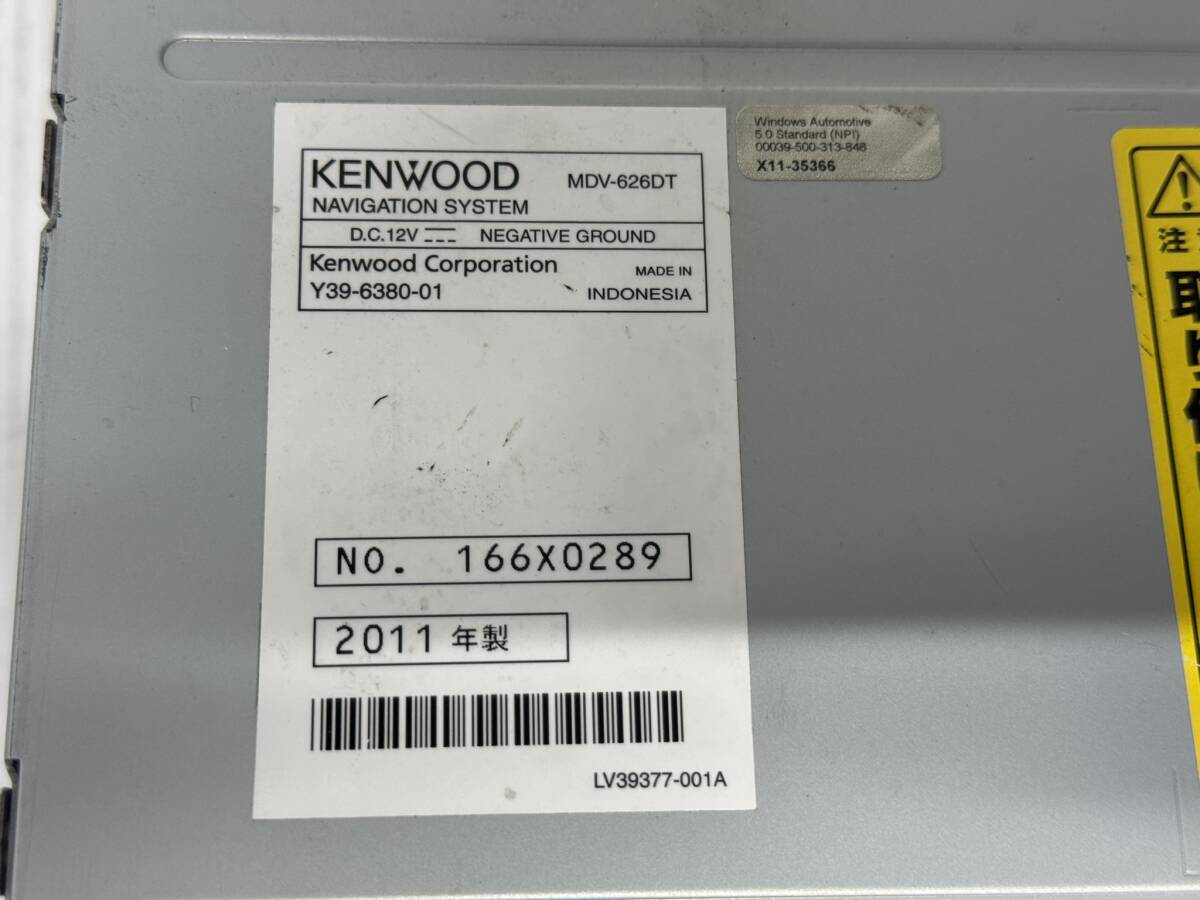 KENWOOD MDV-626DT
NAVIGATION SYSTEM
D.C.12V NEGATIVE GROUND
Kenwood Corporation MADE IN
Y39-6380-01 INDONESIA
NO. 166X0289
2011 年製
LV39377-001A
Windows Automotive
5.0 Standard (NPI)
00039-500-313-848
X11-35366
注
取